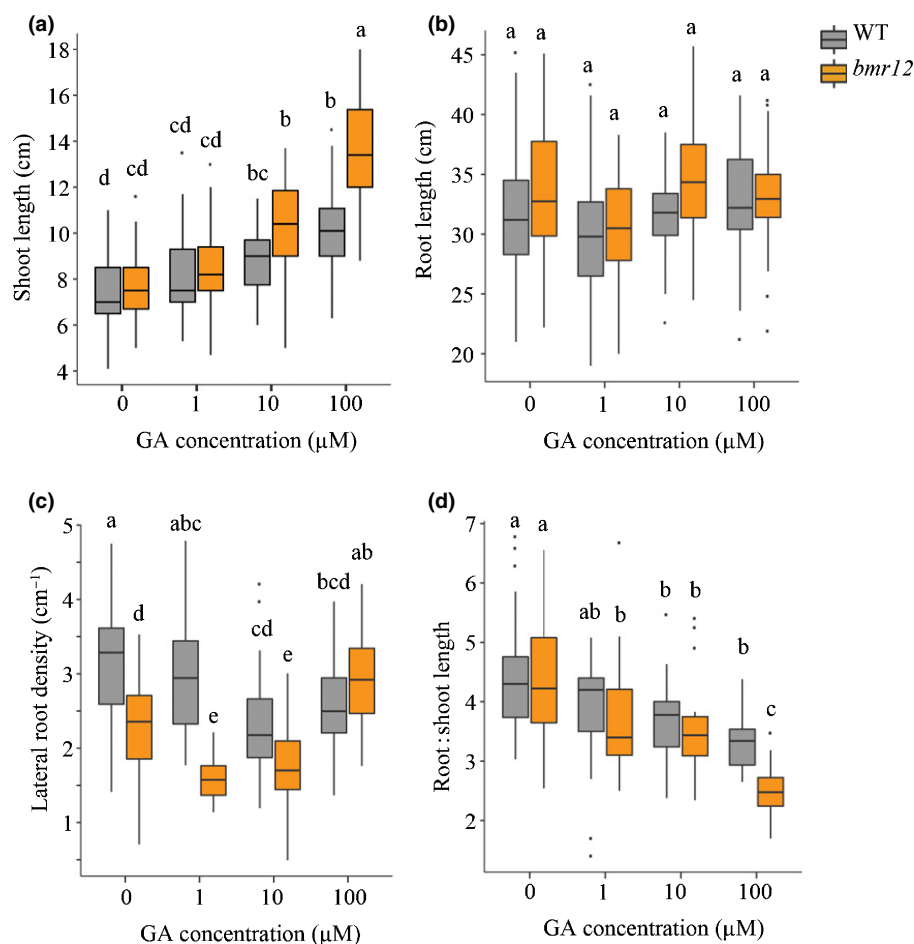 (a)
a
18
16
14
12
10
8
6
4
Shoot length (cm)
d
cd
cd
cd
bc
b
b
0
1
10
100
GA concentration (µM)
(b)
45
40
35
30
25
20
Root length (cm)
a
a
a
a
a
a
a
a
0
1
10
100
GA concentration (µM)
WT
bmr12
(c)
5
4
3
2
1
Lateral root density (cm⁻¹)
a
d
abc
e
cd
e
bcd
ab
0
1
10
100
GA concentration (µM)
(d)
7
6
5
4
3
2
Root : shoot length
a
a
ab
b
b
b
b
c
0
1
10
100
GA concentration (µM)